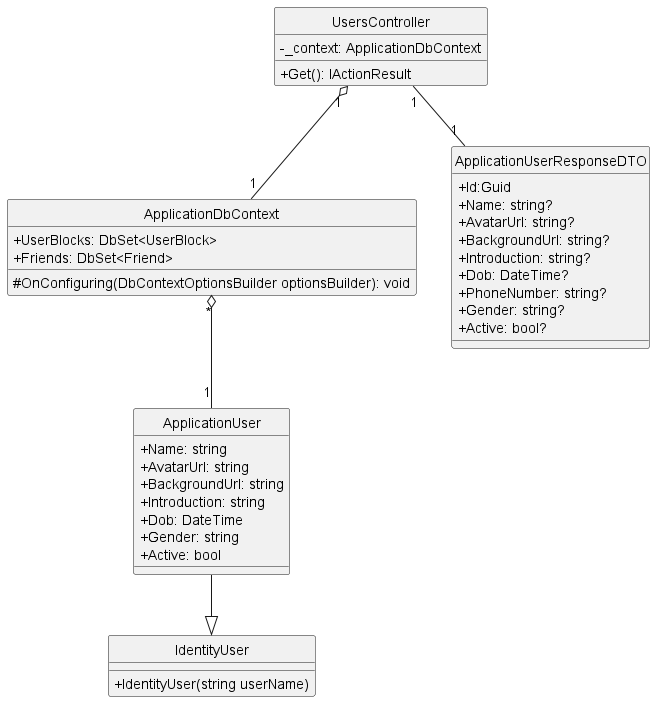 UsersController
-_context: ApplicationDbContext
+Get(): IActionResult
1
1
1
1
ApplicationUserResponseDTO
+Id:Guid
+Name: string?
+AvatarUrl: string?
+BackgroundUrl: string?
+Introduction: string?
+Dob: DateTime?
+PhoneNumber: string?
+Gender: string?
+Active: bool?
ApplicationDbContext
+UserBlocks: DbSet<UserBlock>
+Friends: DbSet<Friend>
#OnConfiguring(DbContextOptionsBuilder optionsBuilder): void
*
1
ApplicationUser
+Name: string
+AvatarUrl: string
+BackgroundUrl: string
+Introduction: string
+Dob: DateTime
+Gender: string
+Active: bool
IdentityUser
+IdentityUser(string userName)